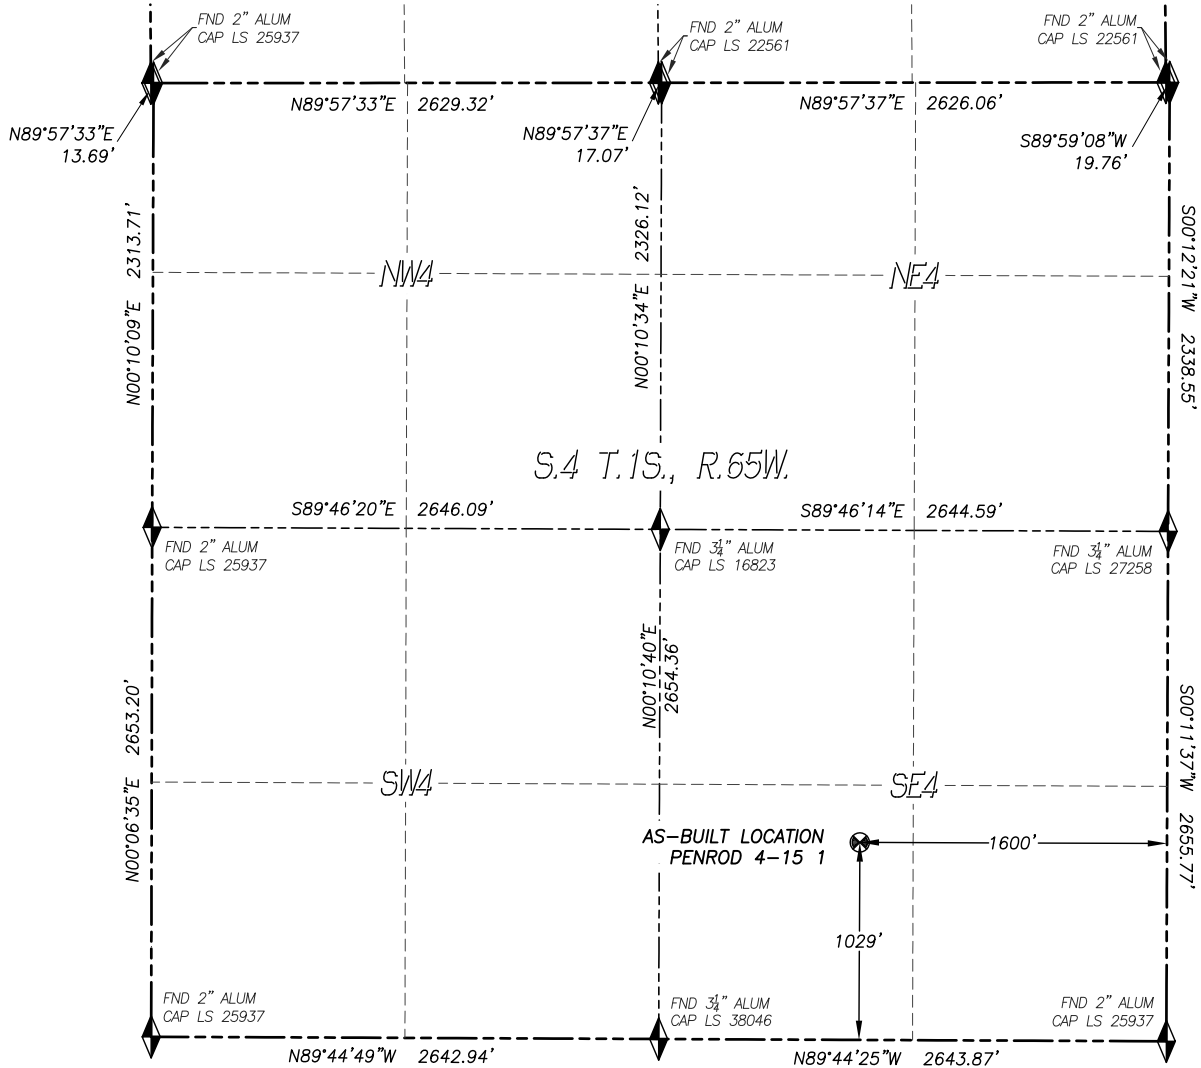 FND 2" ALUM
CAP LS 25937
FND 2" ALUM
CAP LS 22561
FND 2" ALUM
CAP LS 22561
N89°57'33"E 2629.32'
N89°57'37"E 2626.06'
N89°57'33"E
13.69'
N89°57'37"E
17.07'
S89°59'08"W
19.76'
N00°10'09"E 2313.71'
N00°10'34"E 2326.12'
S00°12'21"W 2338.55'
NW4
NE4
S.4 T.1S., R.65W.
S89°46'20"E 2646.09'
S89°46'14"E 2644.59'
FND 2" ALUM
CAP LS 25937
FND 3¼" ALUM
CAP LS 16823
FND 3¼" ALUM
CAP LS 27258
N00°06'35"E 2653.20'
N00°10'40"E
2654.36'
S00°11'37"W 2655.77'
SW4
SE4
AS-BUILT LOCATION
PENROD 4-15 1
1600'
1029'
FND 2" ALUM
CAP LS 25937
FND 3¼" ALUM
CAP LS 38046
FND 2" ALUM
CAP LS 25937
N89°44'49"W 2642.94'
N89°44'25"W 2643.87'